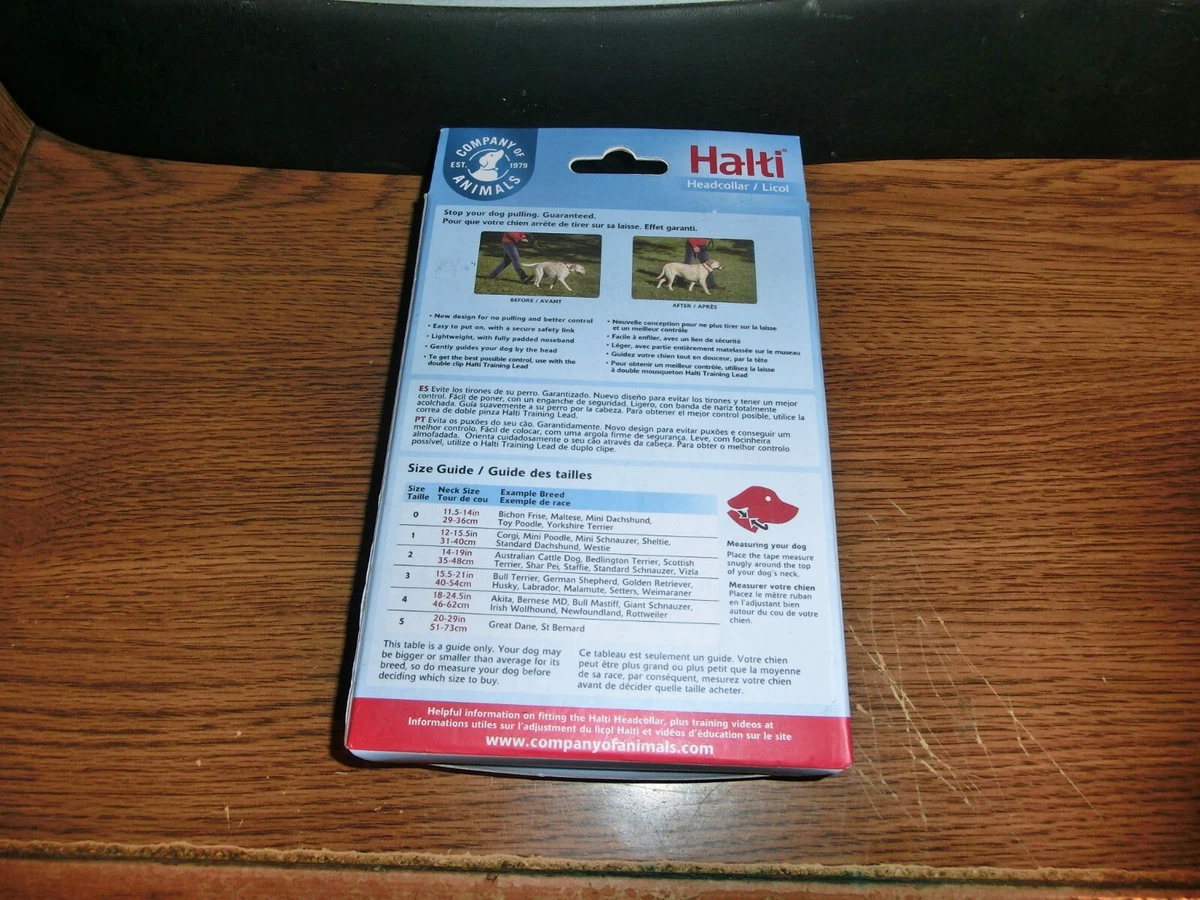 COMPANY OF
EST. 1979
ANIMALS
Halti®
Headcollar / Licol
Stop your dog pulling. Guaranteed.
Pour que votre chien arrête de tirer sur sa laisse. Effet garanti.
BEFORE / AVANT
AFTER / APRÈS
• New design for no pulling and better control
• Easy to put on, with a secure safety link
• Lightweight, with fully padded noseband
• Gently guides your dog by the head
• To get the best possible control, use with the
double clip Halti Training Lead
• Nouvelle conception pour ne plus tirer sur la laisse
et un meilleur contrôle
• Facile à enfiler, avec un lien de sécurité
• Léger, avec partie entièrement matelassée sur le museau
• Guidez votre chien tout en douceur, par la tête
• Pour obtenir un meilleur contrôle, utilisez la laisse
à double mousqueton Halti Training Lead
ES Evite los tirones de su perro. Garantizado. Nuevo diseño para evitar los tirones y tener un mejor
control. Fácil de poner, con un enganche de seguridad. Ligero, con banda de nariz totalmente
acolchada. Guía suavemente a su perro por la cabeza. Para obtener el mejor control posible, utilice la
correa de doble pinza Halti Training Lead.
PT Evita os puxões do seu cão. Garantidamente. Novo design para evitar puxões e conseguir um
melhor controlo. Fácil de colocar, com uma argola firme de segurança. Leve, com focinheira
almofadada. Orienta cuidadosamente o seu cão através da cabeça. Para obter o melhor controlo
possível, utilize o Halti Training Lead de duplo clipe.
Size Guide / Guide des tailles
Size Neck Size Example Breed
Taille Tour de cou Exemple de race
0 11.5-14in Bichon Frise, Maltese, Mini Dachshund,
29-36cm Toy Poodle, Yorkshire Terrier
1 12-15.5in Corgi, Mini Poodle, Mini Schnauzer, Sheltie,
31-40cm Standard Dachshund, Westie
2 14-19in Australian Cattle Dog, Bedlington Terrier, Scottish
35-48cm Terrier, Shar Pei, Staffie, Standard Schnauzer, Vizla
3 15.5-21in Bull Terrier, German Shepherd, Golden Retriever,
40-54cm Husky, Labrador, Malamute, Setters, Weimaraner
4 18-24.5in Akita, Bernese MD, Bull Mastiff, Giant Schnauzer,
46-62cm Irish Wolfhound, Newfoundland, Rottweiler
5 20-29in Great Dane, St Bernard
51-73cm
Measuring your dog
Place the tape measure
snugly around the top
of your dog's neck.
Measurer votre chien
Placez le mètre ruban
en l'adjustant bien
autour du cou de votre
chien.
This table is a guide only. Your dog may
be bigger or smaller than average for its
breed, so do measure your dog before
deciding which size to buy.
Ce tableau est seulement un guide. Votre chien
peut être plus grand ou plus petit que la moyenne
de sa race, par conséquent, mesurez votre chien
avant de décider quelle taille acheter.
Helpful information on fitting the Halti Headcollar, plus training videos at
Informations utiles sur l'adjustment du licol Halti et vidéos d'éducation sur le site
www.companyofanimals.com